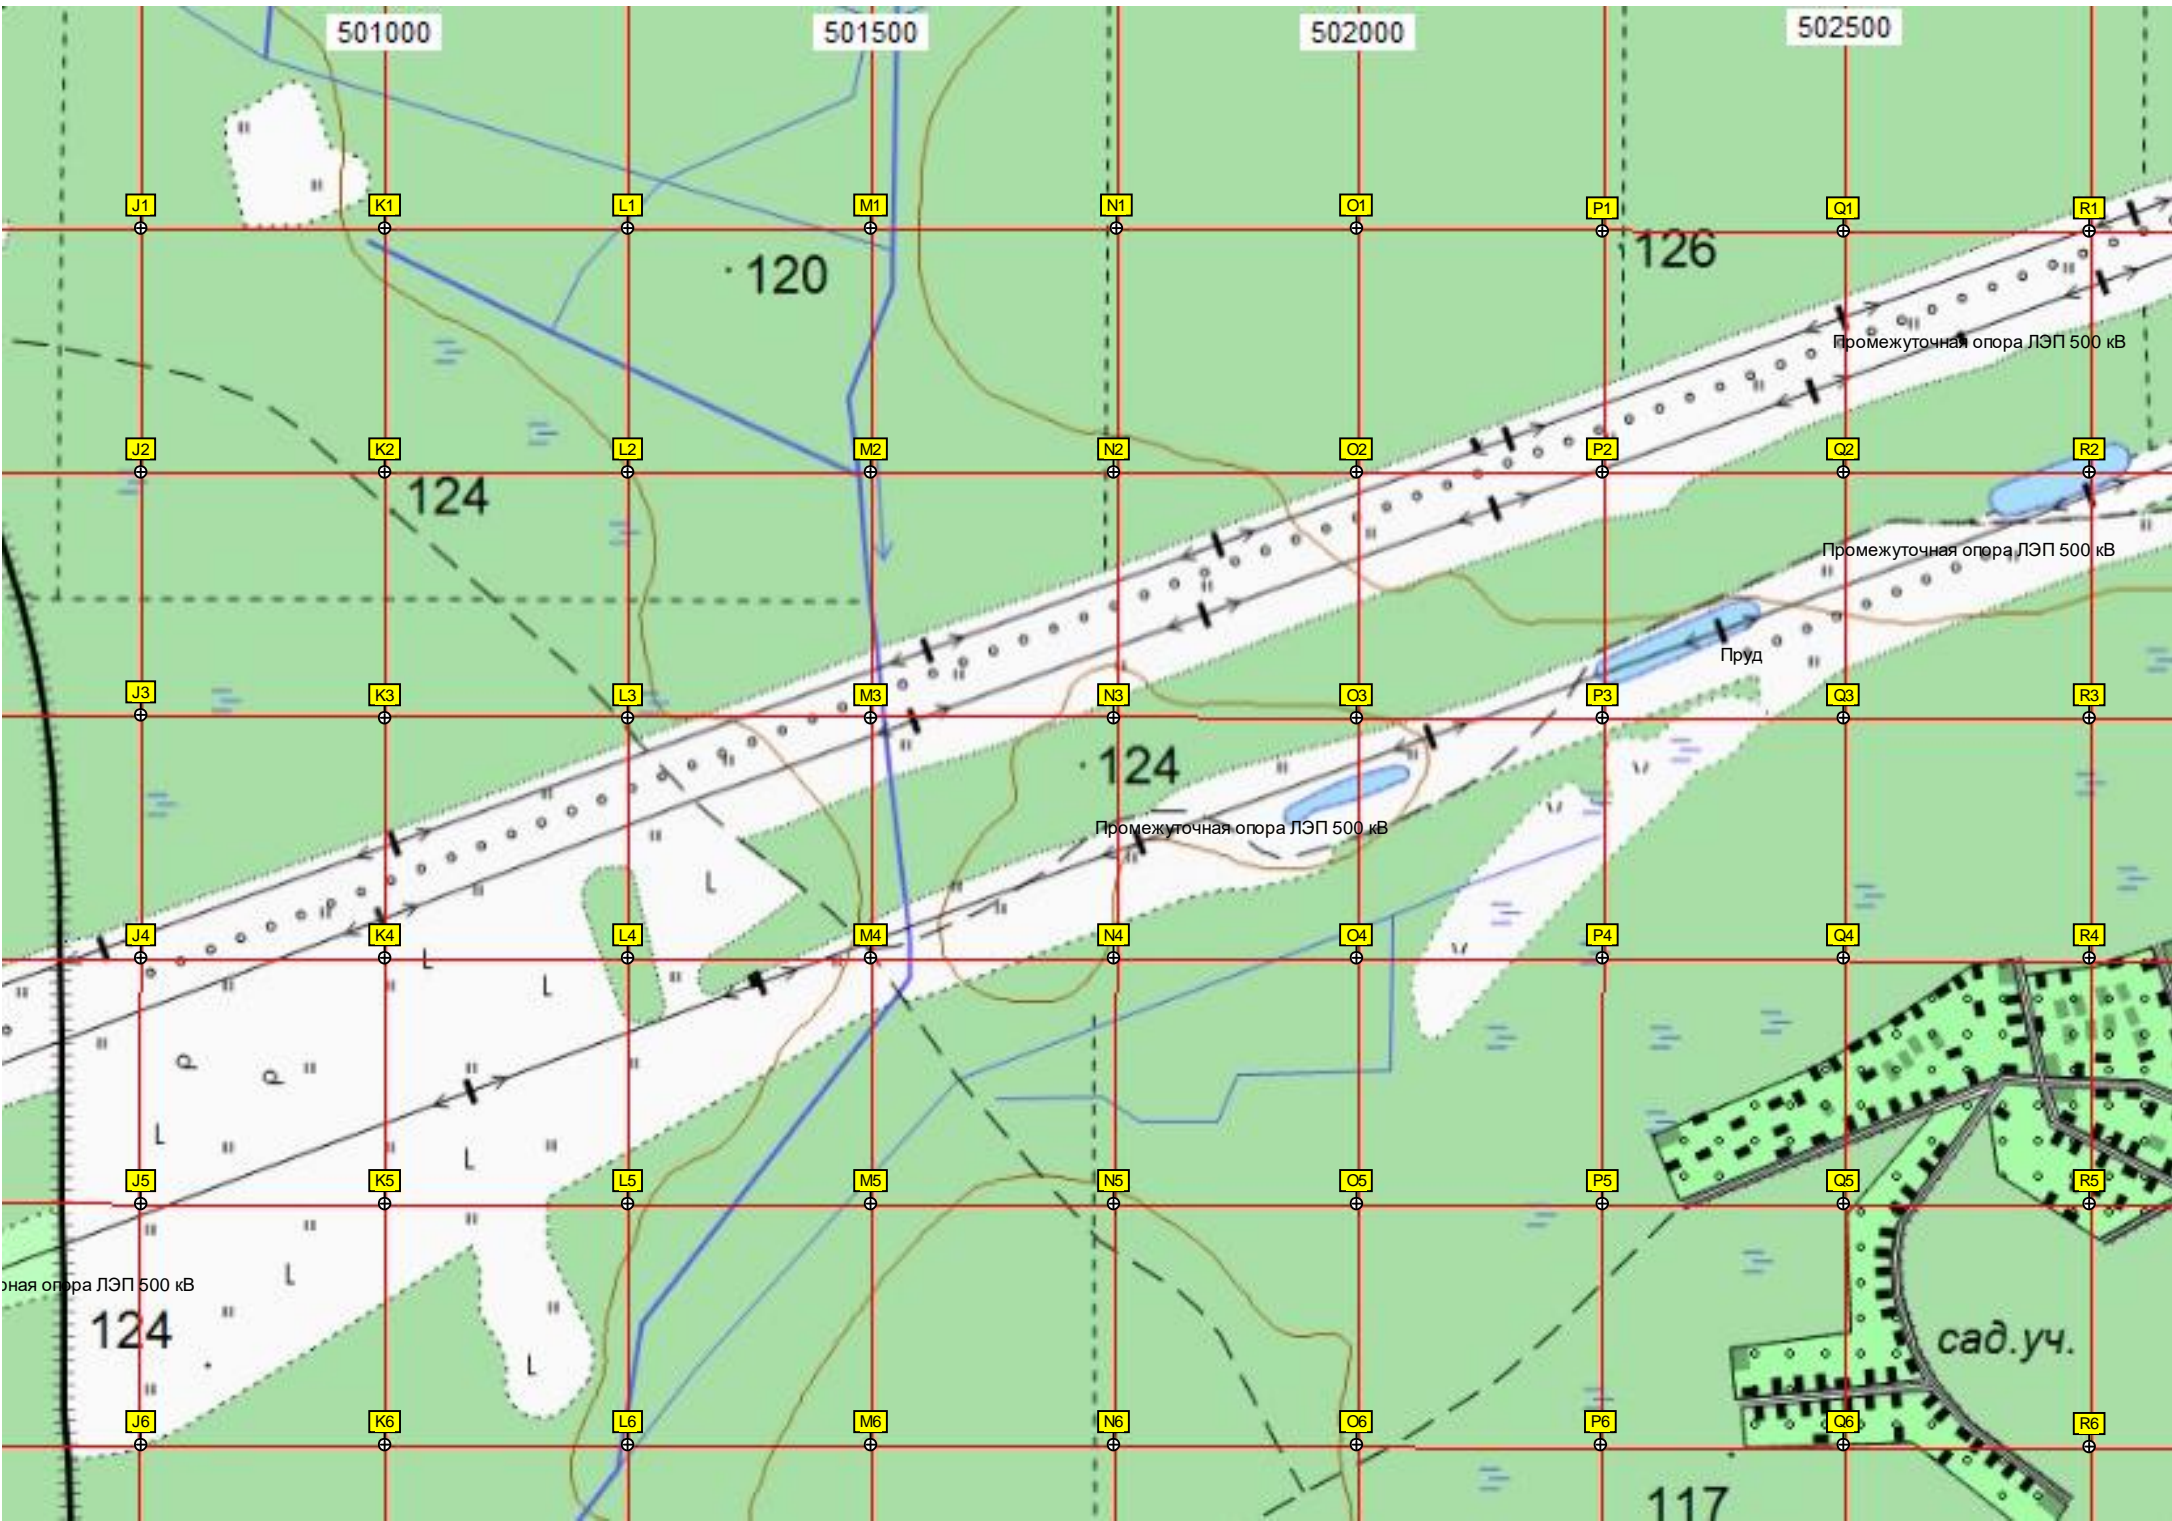 501000 501500 502000 502500
J1 K1 L1 M1 N1 O1 P1 Q1 R1
120 126
Промежуточная опора ЛЭП 500 кВ
J2 K2 L2 M2 N2 O2 P2 Q2 R2
124
Промежуточная опора ЛЭП 500 кВ
Пруд
J3 K3 L3 M3 N3 O3 P3 Q3 R3
124
Промежуточная опора ЛЭП 500 кВ
J4 K4 L4 M4 N4 O4 P4 Q4 R4
J5 K5 L5 M5 N5 O5 P5 Q5 R5
опора ЛЭП 500 кВ
124
сад.уч.
J6 K6 L6 M6 N6 O6 P6 Q6 R6
117